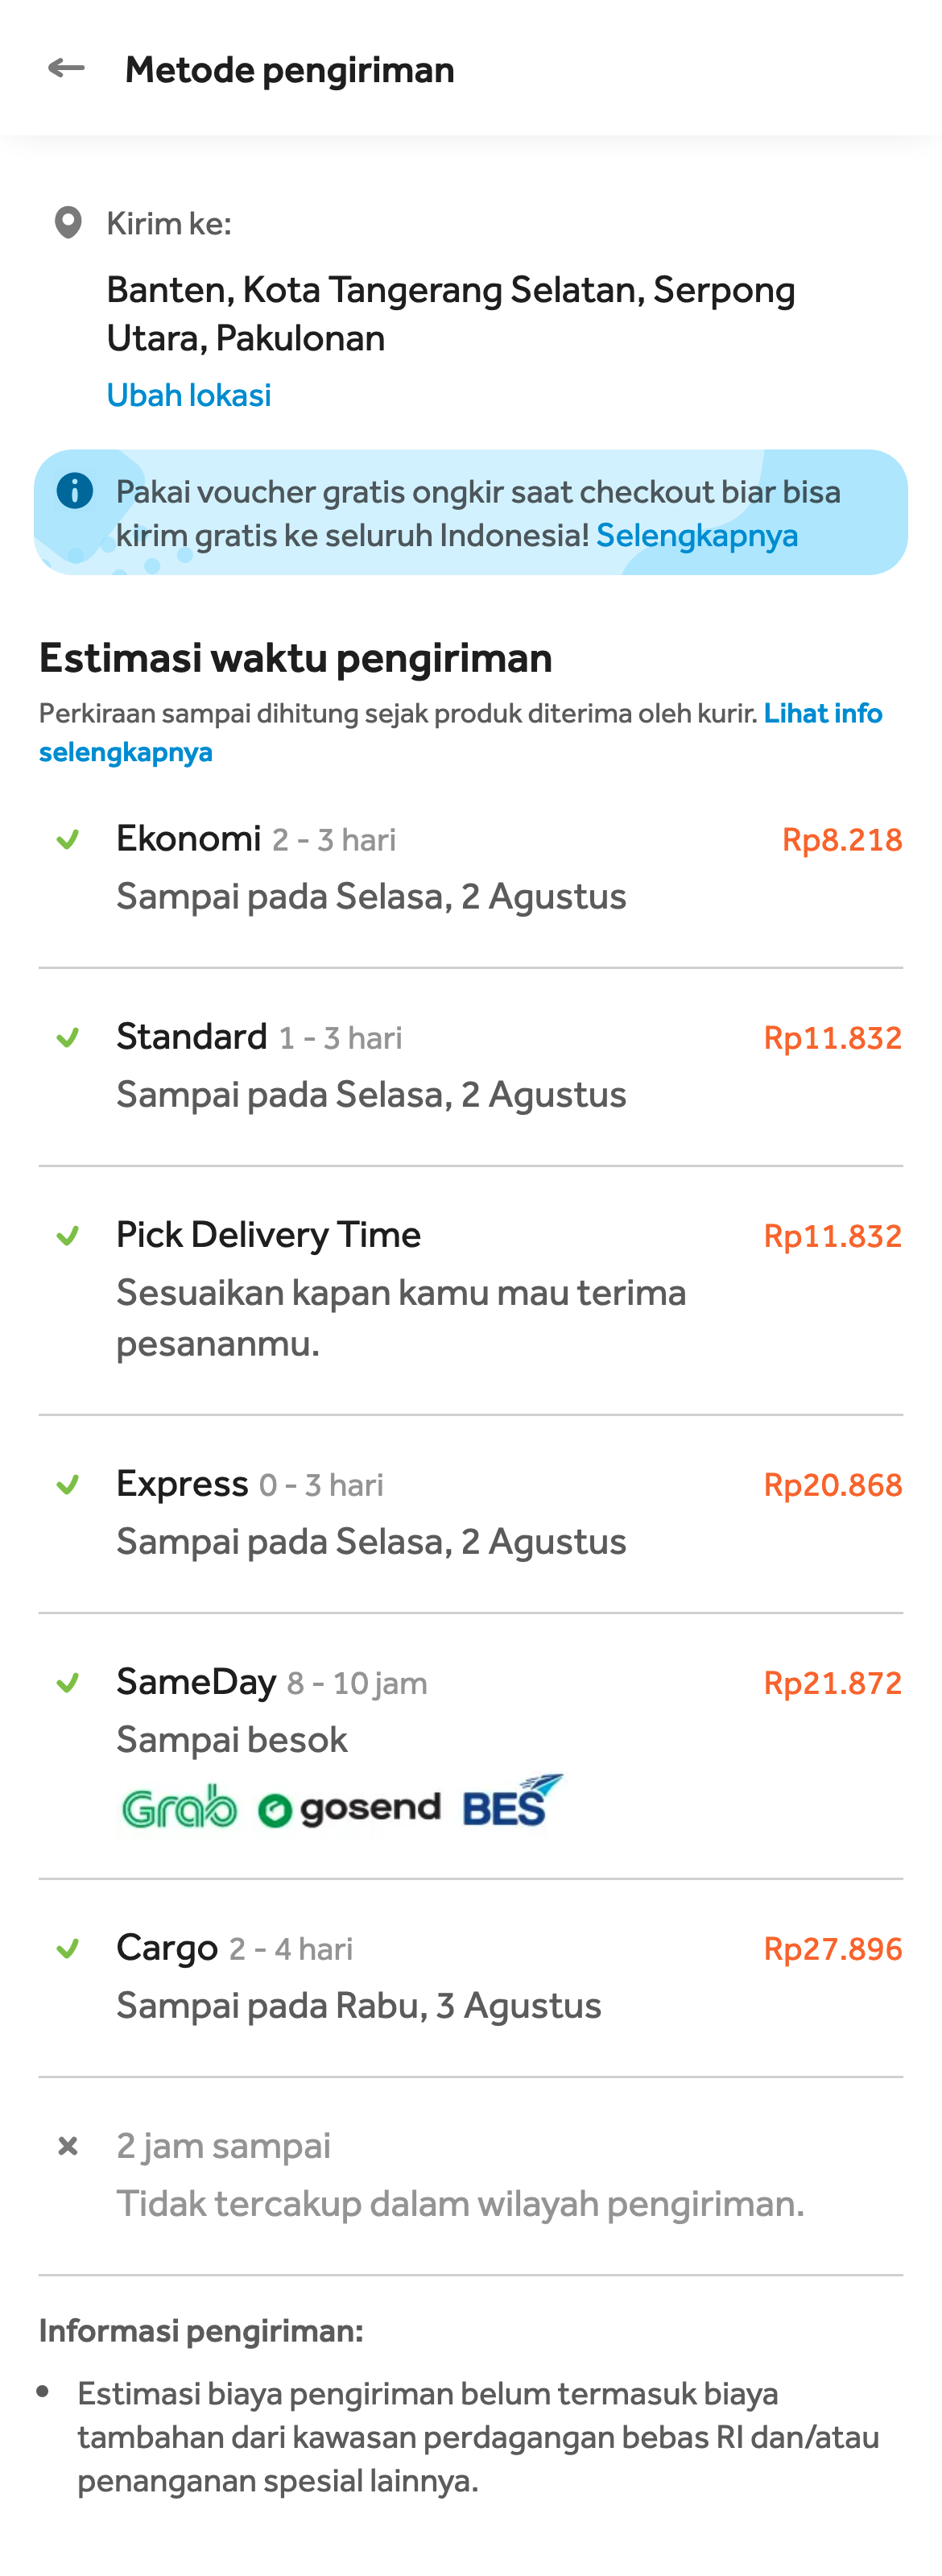 Metode pengiriman
Kirim ke:
Banten, Kota Tangerang Selatan, Serpong
Utara, Pakulonan
Ubah lokasi
Pakai voucher gratis ongkir saat checkout biar bisa
kirim gratis ke seluruh Indonesia! Selengkapnya
Estimasi waktu pengiriman
Perkiraan sampai dihitung sejak produk diterima oleh kurir. Lihat info
selengkapnya
Ekonomi 2 - 3 hari Rp8.218
Sampai pada Selasa, 2 Agustus
Standard 1 - 3 hari Rp11.832
Sampai pada Selasa, 2 Agustus
Pick Delivery Time Rp11.832
Sesuaikan kapan kamu mau terima
pesananmu.
Express 0 - 3 hari Rp20.868
Sampai pada Selasa, 2 Agustus
SameDay 8 - 10 jam Rp21.872
Sampai besok
Grab gosend BES
Cargo 2 - 4 hari Rp27.896
Sampai pada Rabu, 3 Agustus
2 jam sampai
Tidak tercakup dalam wilayah pengiriman.
Informasi pengiriman:
• Estimasi biaya pengiriman belum termasuk biaya
tambahan dari kawasan perdagangan bebas RI dan/atau
penanganan spesial lainnya.